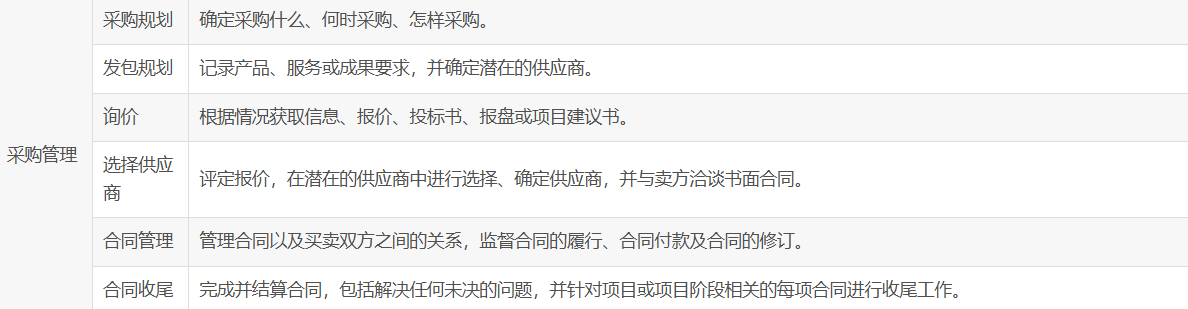 采购规划 确定采购什么、何时采购、怎样采购。
发包规划 记录产品、服务或成果要求，并确定潜在的供应商。
询价 根据情况获取信息、报价、投标书、报盘或项目建议书。
采购管理
选择供应
商
评定报价，在潜在的供应商中进行选择、确定供应商，并与卖方洽谈书面合同。
合同管理 管理合同以及买卖双方之间的关系，监督合同的履行、合同付款及合同的修订。
合同收尾 完成并结算合同，包括解决任何未决的问题，并针对项目或项目阶段相关的每项合同进行收尾工作。